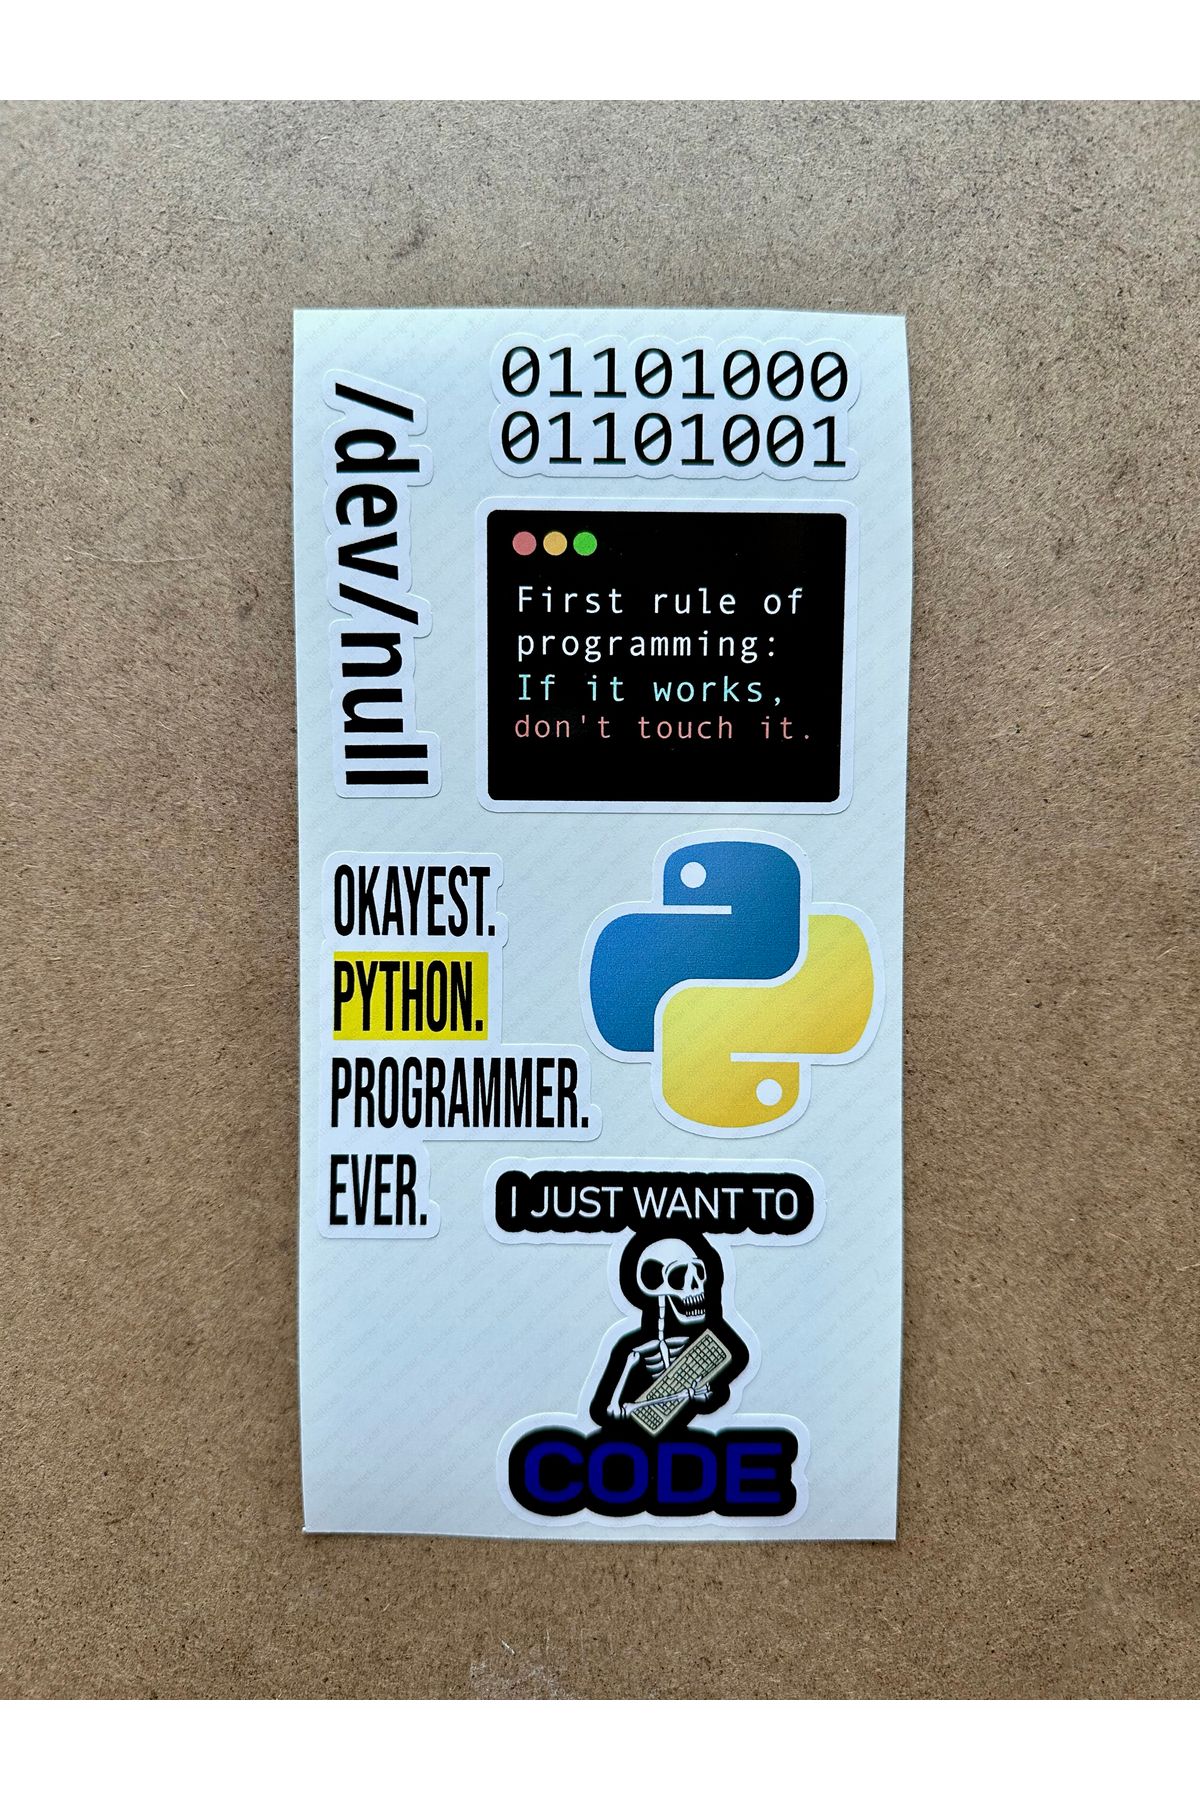 /dev/null
01101000
01101001
First rule of
programming:
If it works,
don't touch it.
OKAYEST.
PYTHON.
PROGRAMMER.
EVER.
I JUST WANT TO
CODE